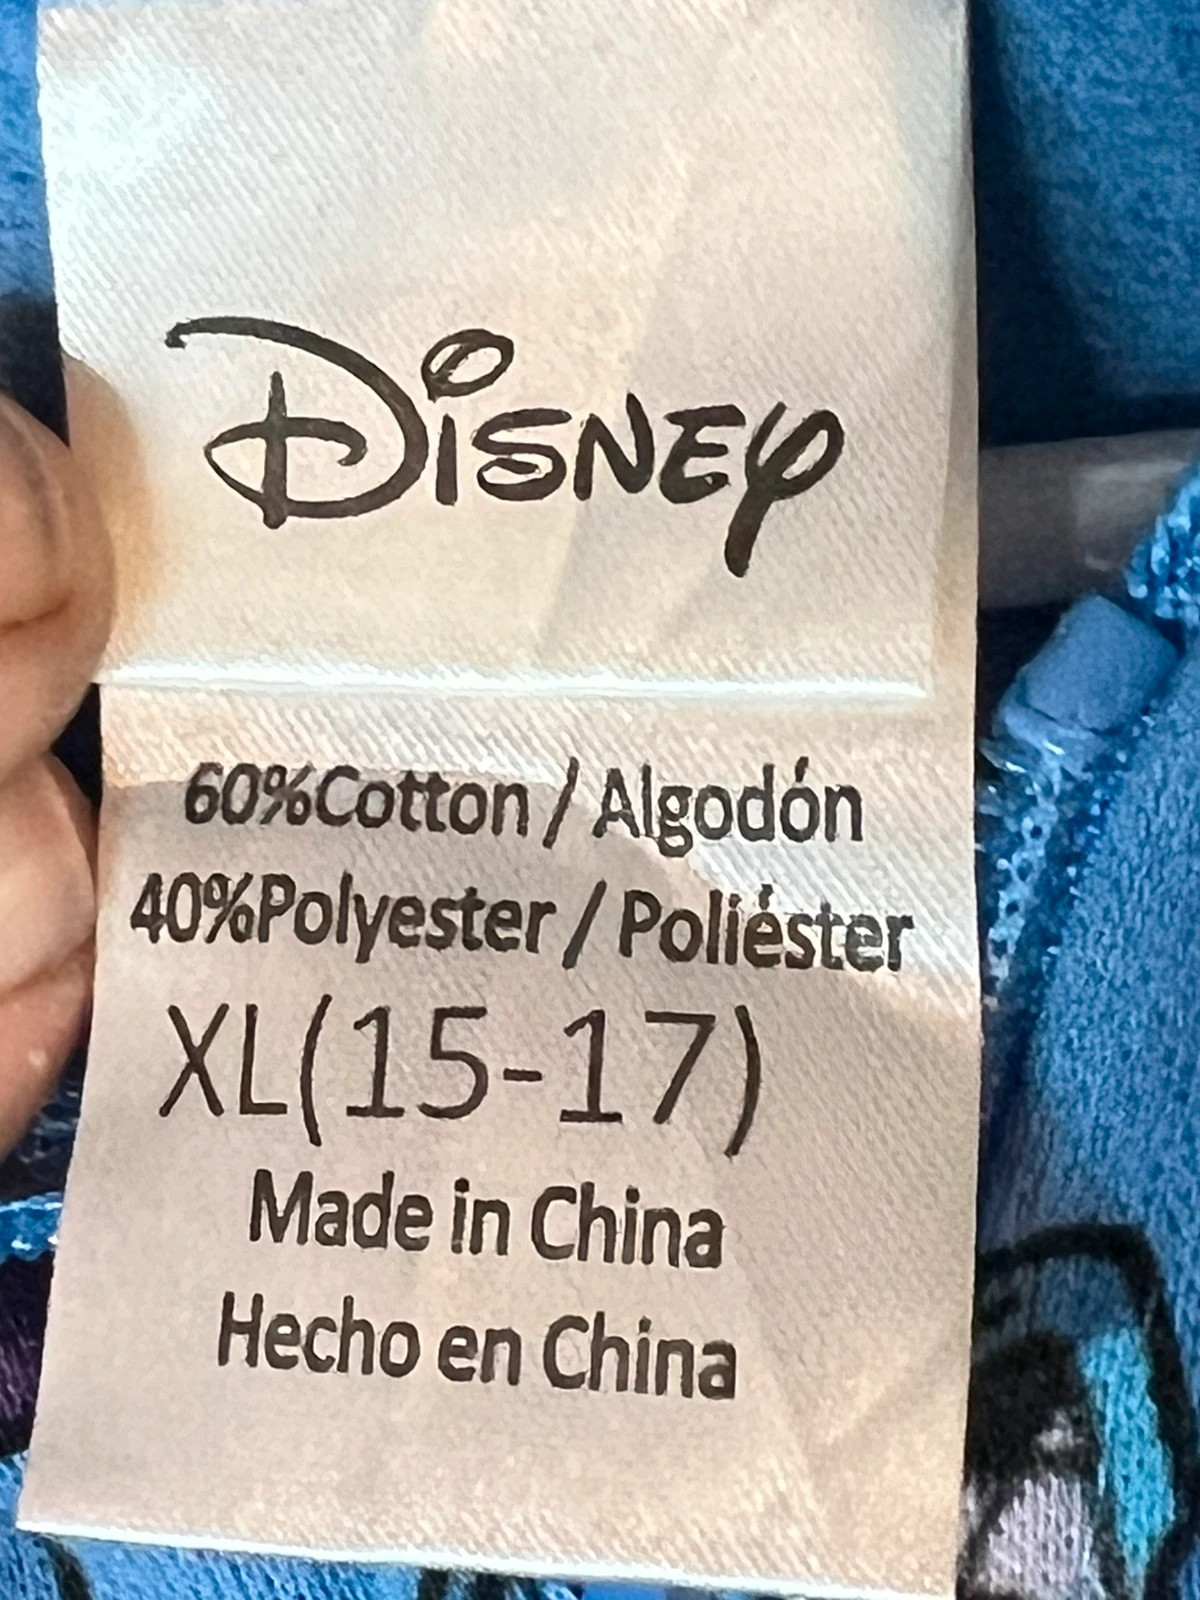 Disney
60%Cotton / Algodón
40%Polyester / Poliéster
XL(15-17)
Made in China
Hecho en China